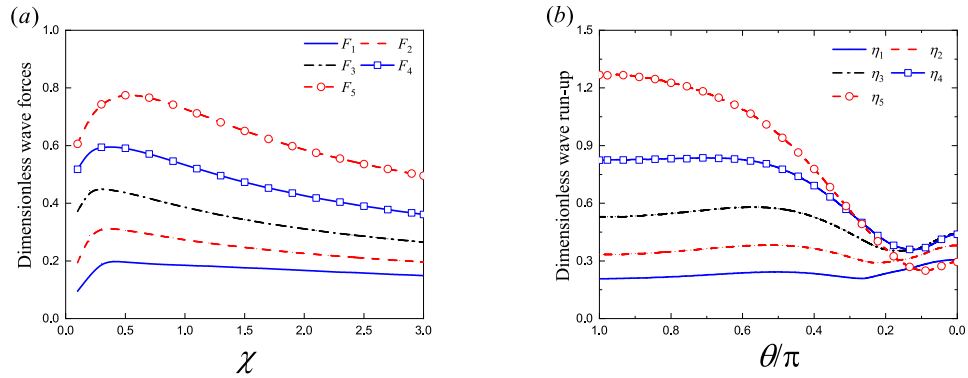 (a)
Dimensionless wave forces
1.0
0.8
0.6
0.4
0.2
0.0
F1 F2
F3 F4
F5
0.0 0.5 1.0 1.5 2.0 2.5 3.0
χ
(b)
Dimensionless wave run-up
1.5
1.2
0.9
0.6
0.3
0.0
η1 η2
η3 η4
η5
1.0 0.8 0.6 0.4 0.2 0.0
θ/π